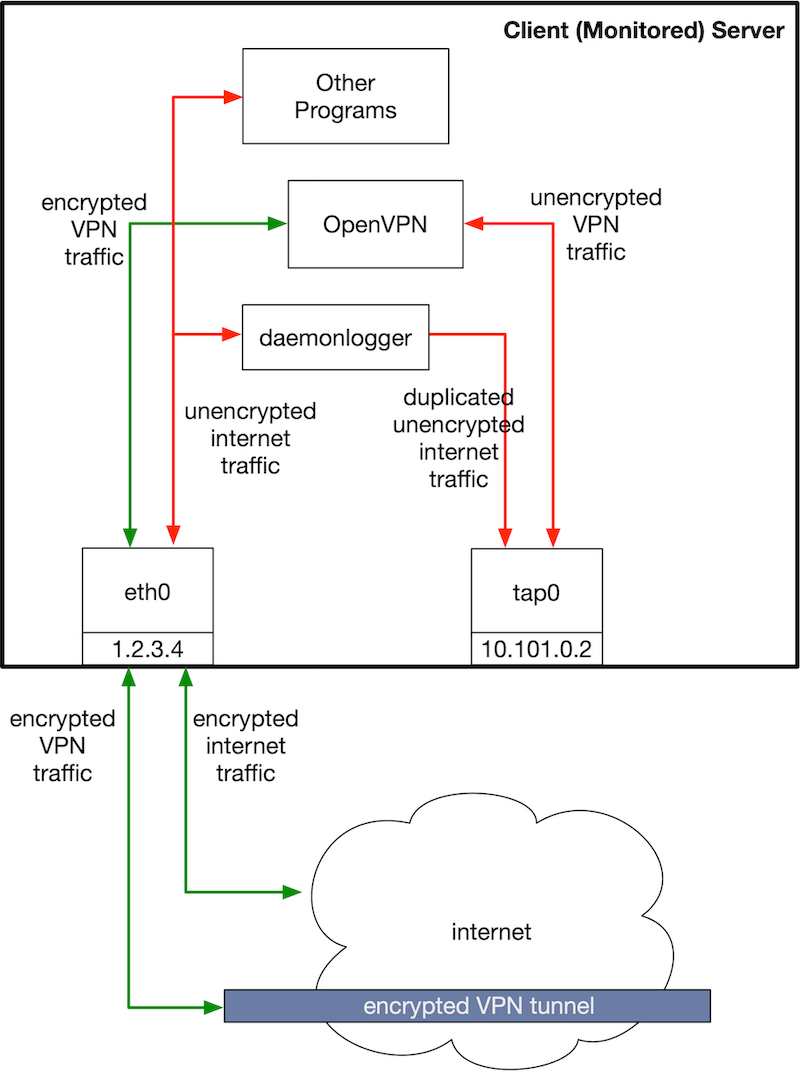 Client (Monitored) Server
Other
Programs
encrypted
VPN
traffic
OpenVPN
unencrypted
VPN
traffic
daemonlogger
unencrypted
internet
traffic
duplicated
unencrypted
internet
traffic
eth0
1.2.3.4
tap0
10.101.0.2
encrypted
VPN
traffic
encrypted
internet
traffic
internet
encrypted VPN tunnel